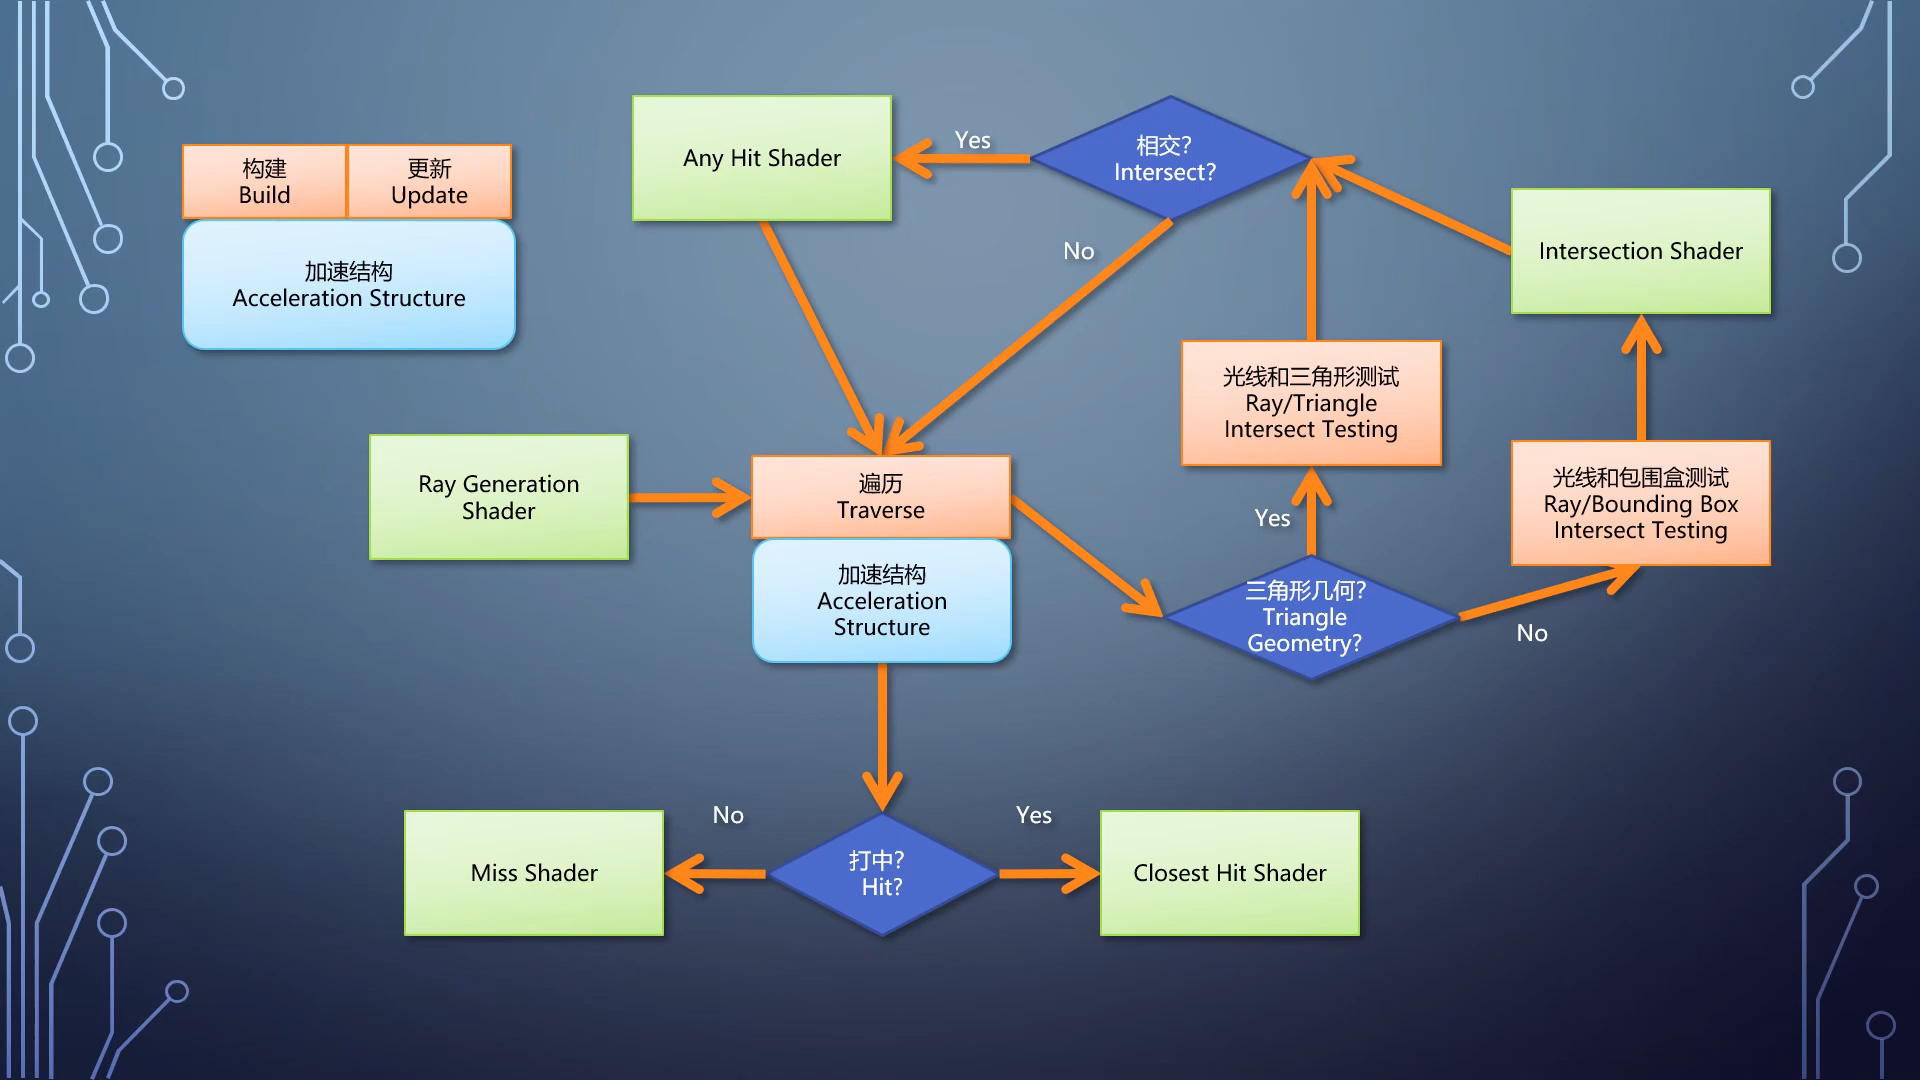 构建
Build
更新
Update
加速结构
Acceleration Structure
Any Hit Shader
Yes
相交?
Intersect?
No
Intersection Shader
光线和三角形测试
Ray/Triangle
Intersect Testing
Ray Generation
Shader
遍历
Traverse
加速结构
Acceleration
Structure
Yes
光线和包围盒测试
Ray/Bounding Box
Intersect Testing
三角形几何?
Triangle
Geometry?
No
No
Yes
Miss Shader
打中?
Hit?
Closest Hit Shader